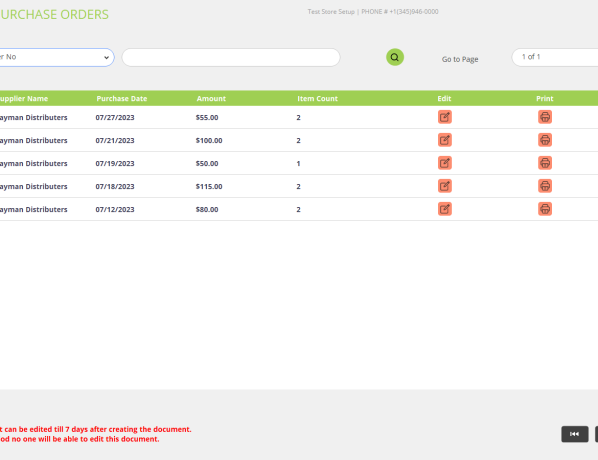 URCHASE ORDERS
Test Store Setup | PHONE # +1(345)946-0000
er No
Go to Page
1 of 1
upplier Name Purchase Date Amount Item Count Edit Print
ayman Distributers 07/27/2023 $55.00 2
ayman Distributers 07/21/2023 $100.00 2
ayman Distributers 07/19/2023 $50.00 1
ayman Distributers 07/18/2023 $115.00 2
ayman Distributers 07/12/2023 $80.00 2
t can be edited till 7 days after creating the document.
od no one will be able to edit this document.